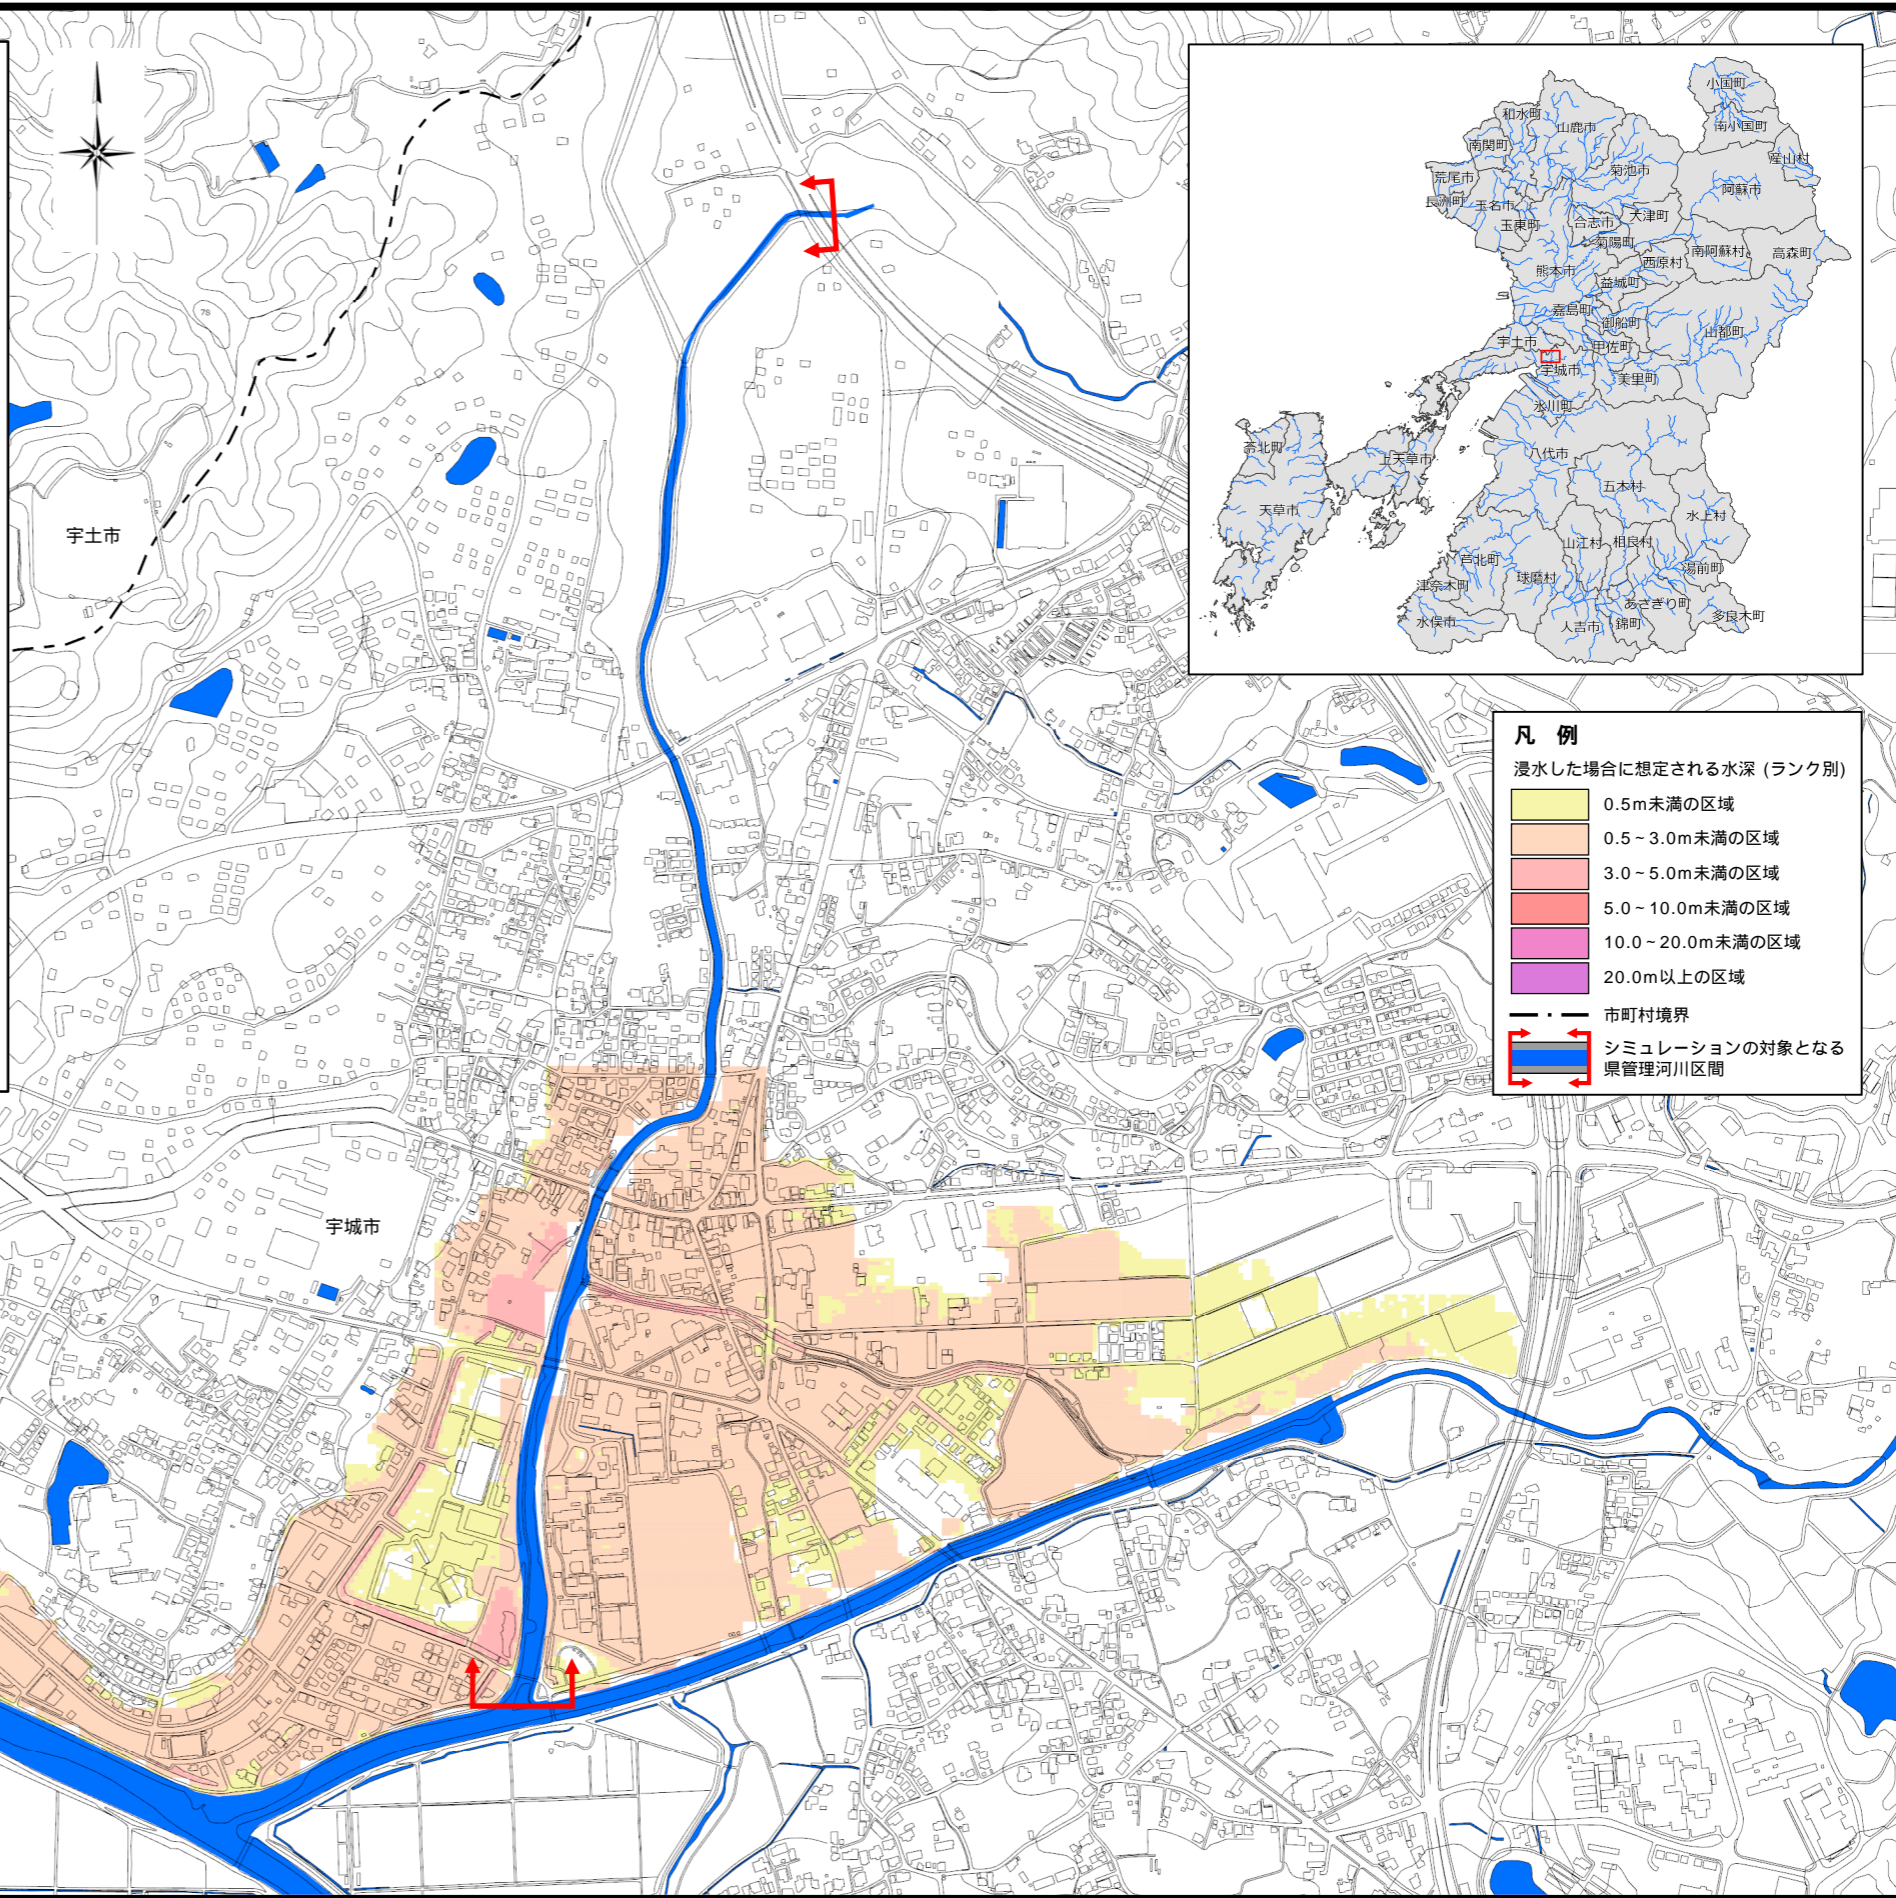 小国町
和水町
山鹿市
南小国町
南関町
産山村
菊池市
荒尾市
阿蘇市
長洲町
玉名市
大津町
玉東町
合志市
菊陽町
南阿蘇村
高森町
西原村
熊本市
益城町
嘉島町
御船町
山都町
宇土市
甲佐町
宇城市
美里町
氷川町
苓北町
八代市
上天草市
五木村
天草市
水上村
山江村
相良村
芦北町
湯前町
球磨村
津奈木町
あさぎり町
多良木町
水俣市
人吉市
錦町
78
宇土市
宇城市
凡 例
浸水した場合に想定される水深 (ランク別)
0.5m未満の区域
0.5~3.0m未満の区域
3.0~5.0m未満の区域
5.0~10.0m未満の区域
10.0~20.0m未満の区域
20.0m以上の区域
市町村境界
シミュレーションの対象となる
県管理河川区間